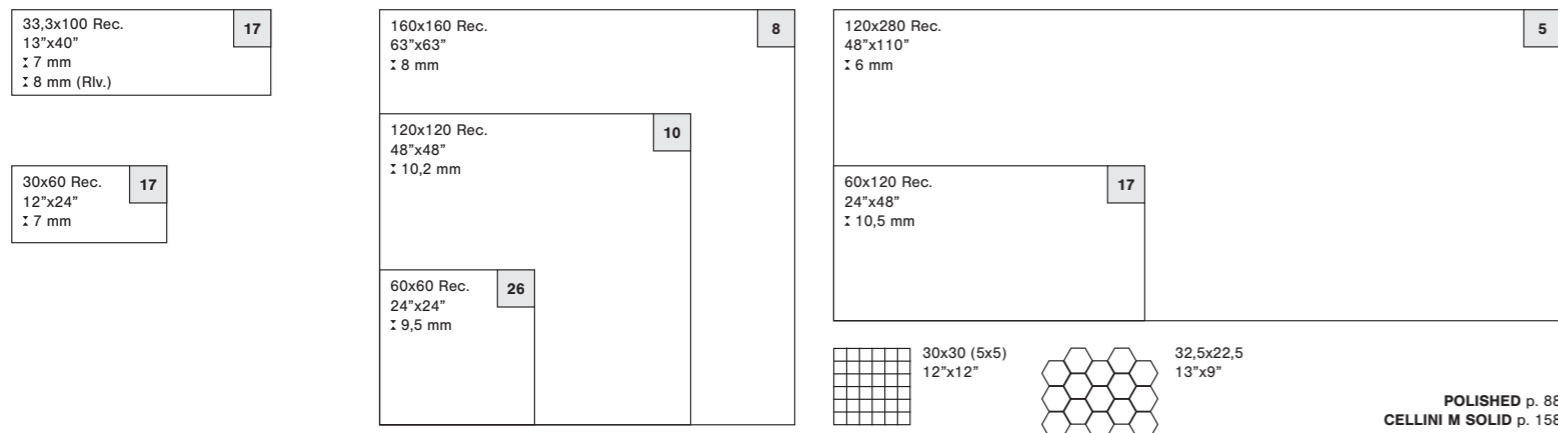 33,3x100 Rec.
13”x40”
7 mm
8 mm (Rlv.)
17
30x60 Rec.
12”x24”
7 mm
17
160x160 Rec.
63”x63”
8 mm
8
120x120 Rec.
48”x48”
10,2 mm
10
60x60 Rec.
24”x24”
9,5 mm
26
120x280 Rec.
48”x110”
6 mm
5
60x120 Rec.
24”x48”
10,5 mm
17
30x30 (5x5)
12”x12”
32,5x22,5
13”x9”
POLISHED p. 88
CELLINI M SOLID p. 158